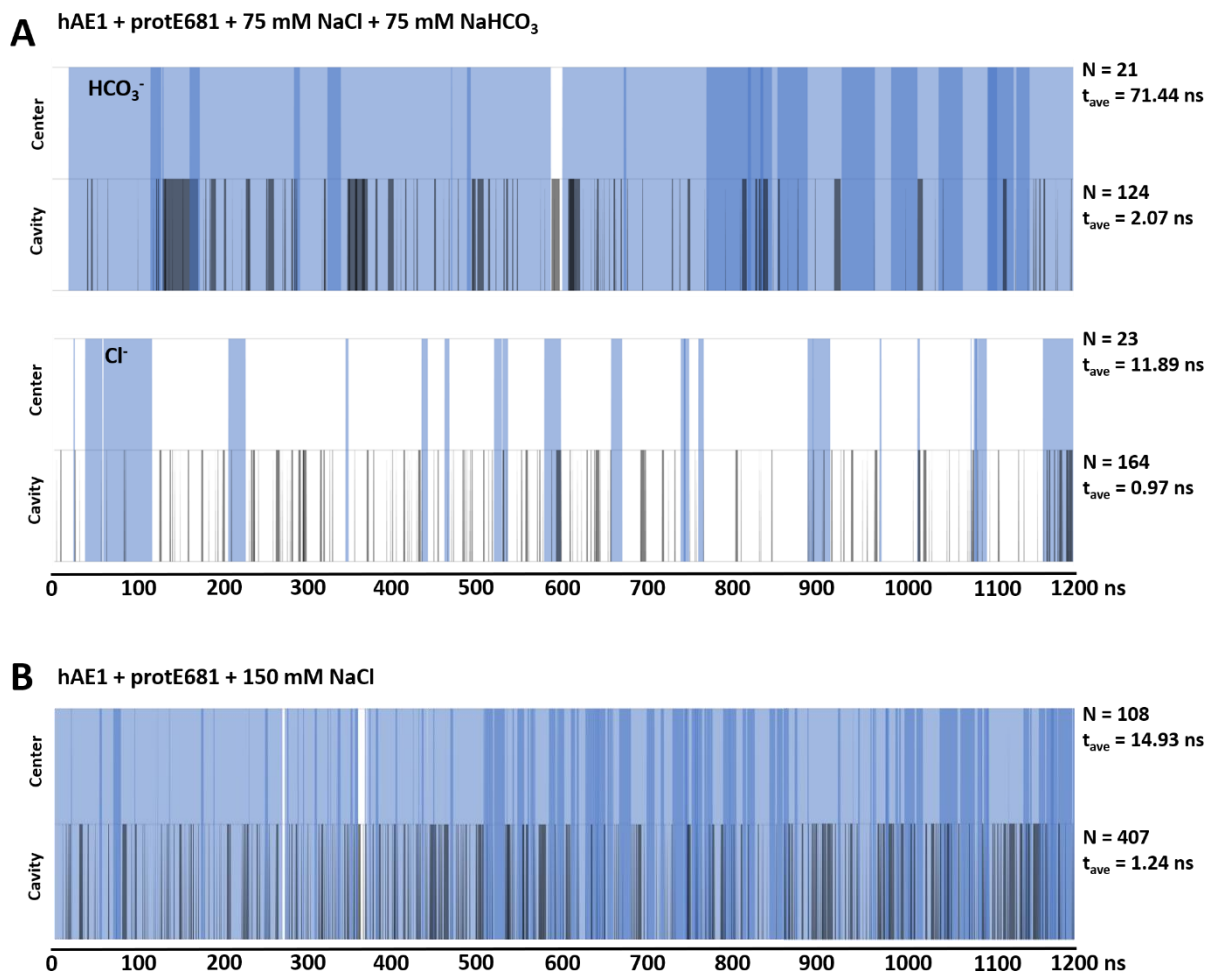 A hAE1 + protE681 + 75 mM NaCl + 75 mM NaHCO₃
HCO₃⁻
Center
N = 21
tₐᵥₑ = 71.44 ns
Cavity
N = 124
tₐᵥₑ = 2.07 ns
Cl⁻
Center
N = 23
tₐᵥₑ = 11.89 ns
Cavity
N = 164
tₐᵥₑ = 0.97 ns
0 100 200 300 400 500 600 700 800 900 1000 1100 1200 ns
B hAE1 + protE681 + 150 mM NaCl
Center
N = 108
tₐᵥₑ = 14.93 ns
Cavity
N = 407
tₐᵥₑ = 1.24 ns
0 100 200 300 400 500 600 700 800 900 1000 1100 1200 ns